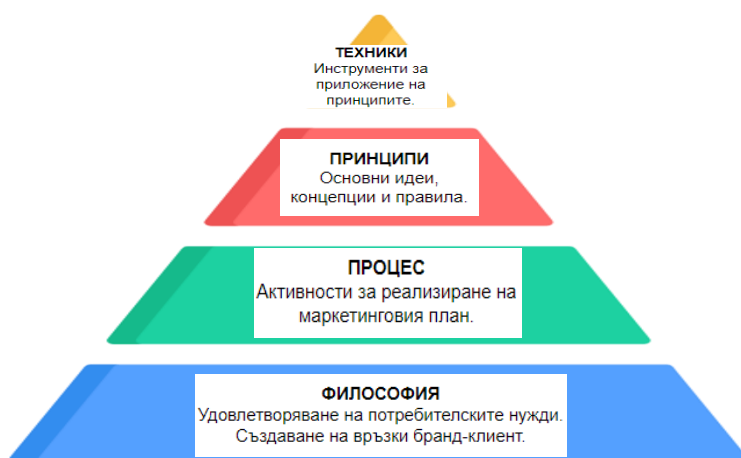 ТЕХНИКИ
Инструменти за
приложение на
принципите.
ПРИНЦИПИ
Основни идеи,
концепции и правила.
ПРОЦЕС
Активности за реализиране на
маркетинговия план.
ФИЛОСОФИЯ
Удовлетворяване на потребителските нужди.
Създаване на връзки бранд-клиент.